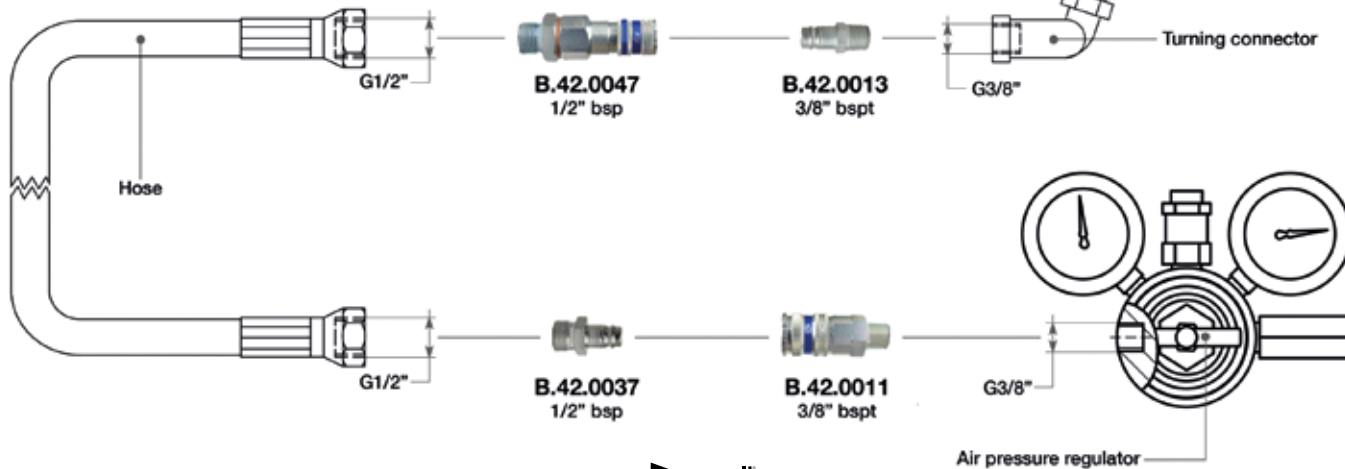 Turning connector
G1/2”
B.42.0047
1/2” bsp
B.42.0013
3/8” bspt
G3/8”
Hose
G1/2”
B.42.0037
1/2” bsp
B.42.0011
3/8” bspt
G3/8”
Air pressure regulator